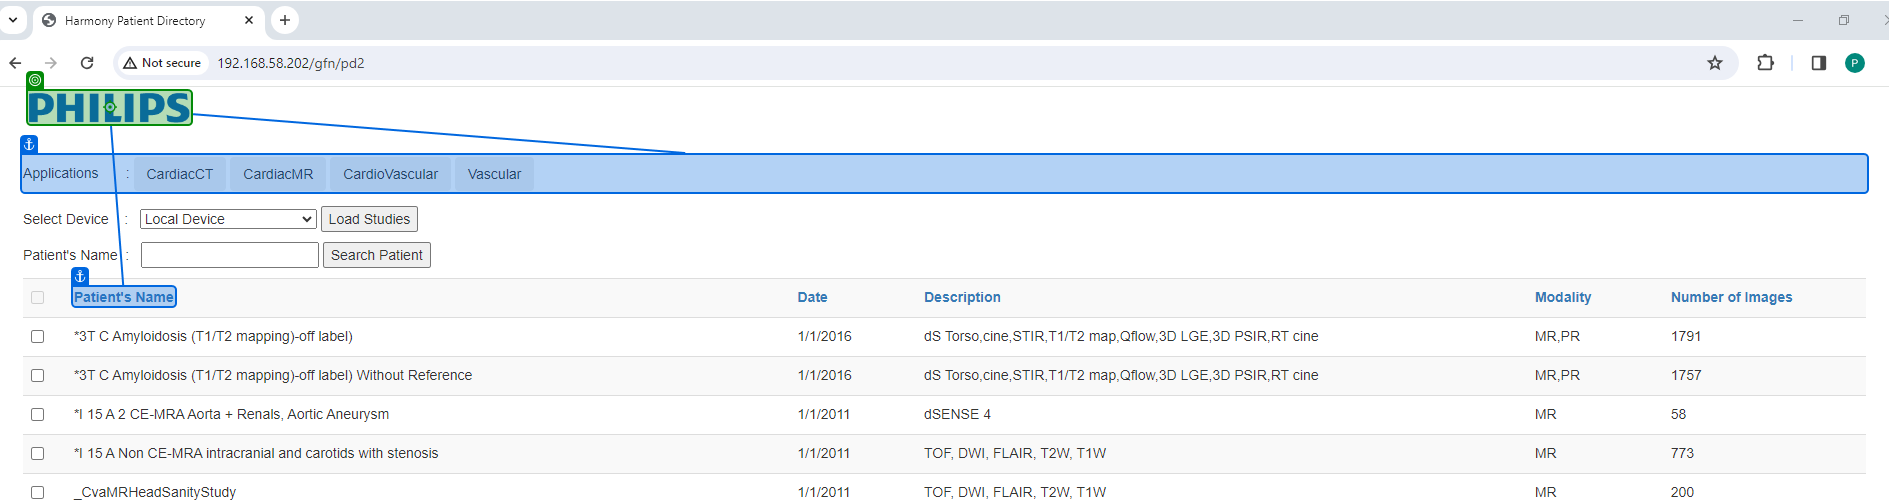 Harmony Patient Directory
Not secure 192.168.58.202/gfn/pd2
P
PHILIPS
Applications : CardiacCT CardiacMR CardioVascular Vascular
Select Device : Local Device Load Studies
Patient's Name : Search Patient
Patient's Name Date Description Modality Number of Images
*3T C Amyloidosis (T1/T2 mapping)-off label) 1/1/2016 dS Torso,cine,STIR,T1/T2 map,Qflow,3D LGE,3D PSIR,RT cine MR,PR 1791
*3T C Amyloidosis (T1/T2 mapping)-off label) Without Reference 1/1/2016 dS Torso,cine,STIR,T1/T2 map,Qflow,3D LGE,3D PSIR,RT cine MR,PR 1757
*I 15 A 2 CE-MRA Aorta + Renals, Aortic Aneurysm 1/1/2011 dSENSE 4 MR 58
*I 15 A Non CE-MRA intracranial and carotids with stenosis 1/1/2011 TOF, DWI, FLAIR, T2W, T1W MR 773
_CvaMRHeadSanityStudy 1/1/2011 TOF, DWI, FLAIR, T2W, T1W MR 200